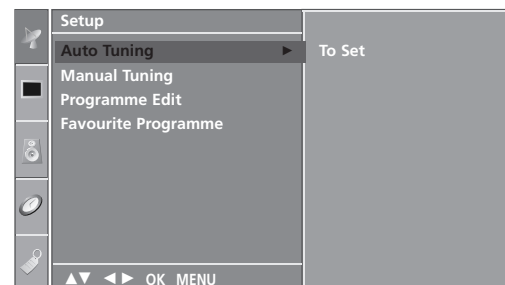 Setup
Auto Tuning ► To Set
Manual Tuning
Programme Edit
Favourite Programme
▲▼ ◄► OK MENU